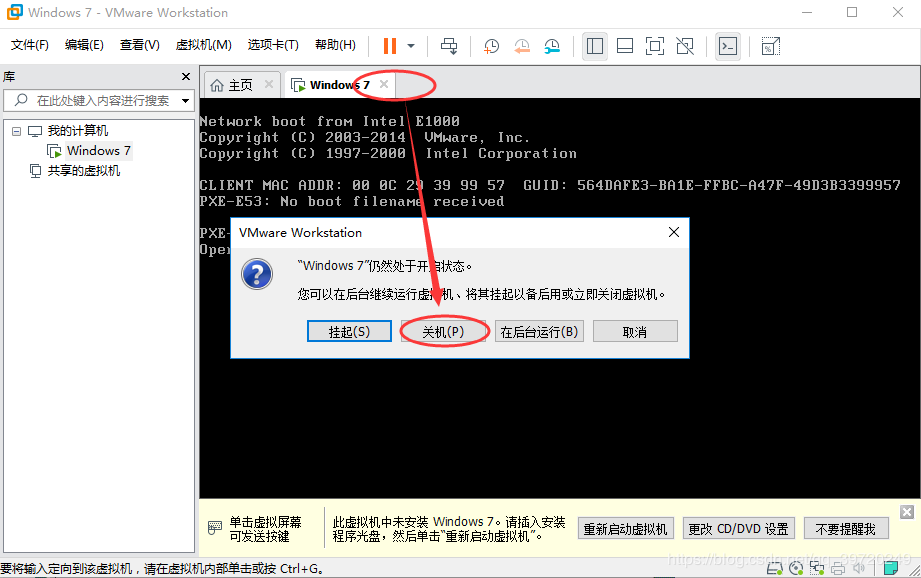 Windows 7 - VMware Workstation
文件(F) 编辑(E) 查看(V) 虚拟机(M) 选项卡(T) 帮助(H)
库
在此处键入内容进行搜索
我的计算机
Windows 7
共享的虚拟机
主页 Windows 7
Network boot from Intel E1000
Copyright (C) 2003-2014 VMware, Inc.
Copyright (C) 1997-2000 Intel Corporation
CLIENT MAC ADDR: 00 0C 29 39 99 57 GUID: 564DAFE3-BA1E-FFBC-A47F-49D3B3399957
PXE-E53: No boot filename received
PXE-
Oper
VMware Workstation
“Windows 7”仍然处于开启状态。
您可以在后台继续运行虚拟机、将其挂起以备后用或立即关闭虚拟机。
挂起(S) 关机(P) 在后台运行(B) 取消
单击虚拟屏幕
可发送按键
此虚拟机中未安装 Windows 7。请插入安装
程序光盘，然后单击“重新启动虚拟机”。
重新启动虚拟机 更改 CD/DVD 设置 不要提醒我
要将输入定向到该虚拟机，请在虚拟机内部单击或按 Ctrl+G。